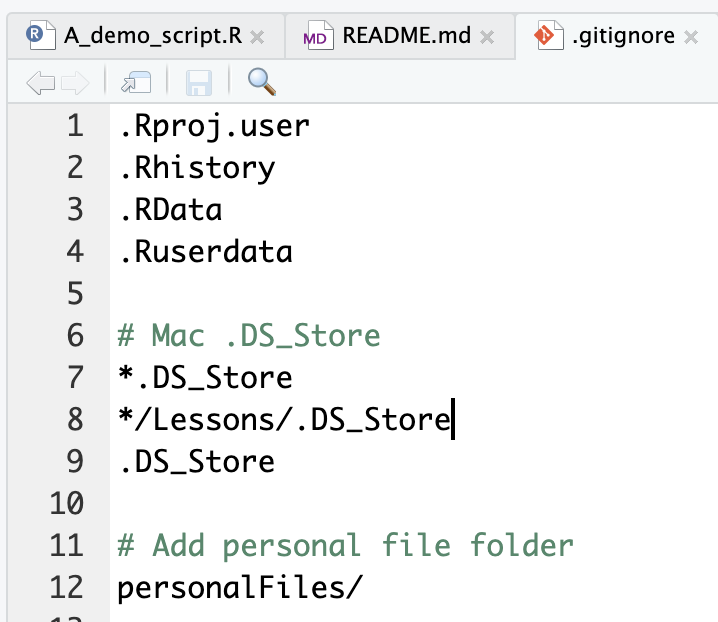 A_demo_script.R
MD README.md
.gitignore
1 .Rproj.user
2 .Rhistory
3 .RData
4 .Ruserdata
5
6 # Mac .DS_Store
7 *.DS_Store
8 */Lessons/.DS_Store
9 .DS_Store
10
11 # Add personal file folder
12 personalFiles/